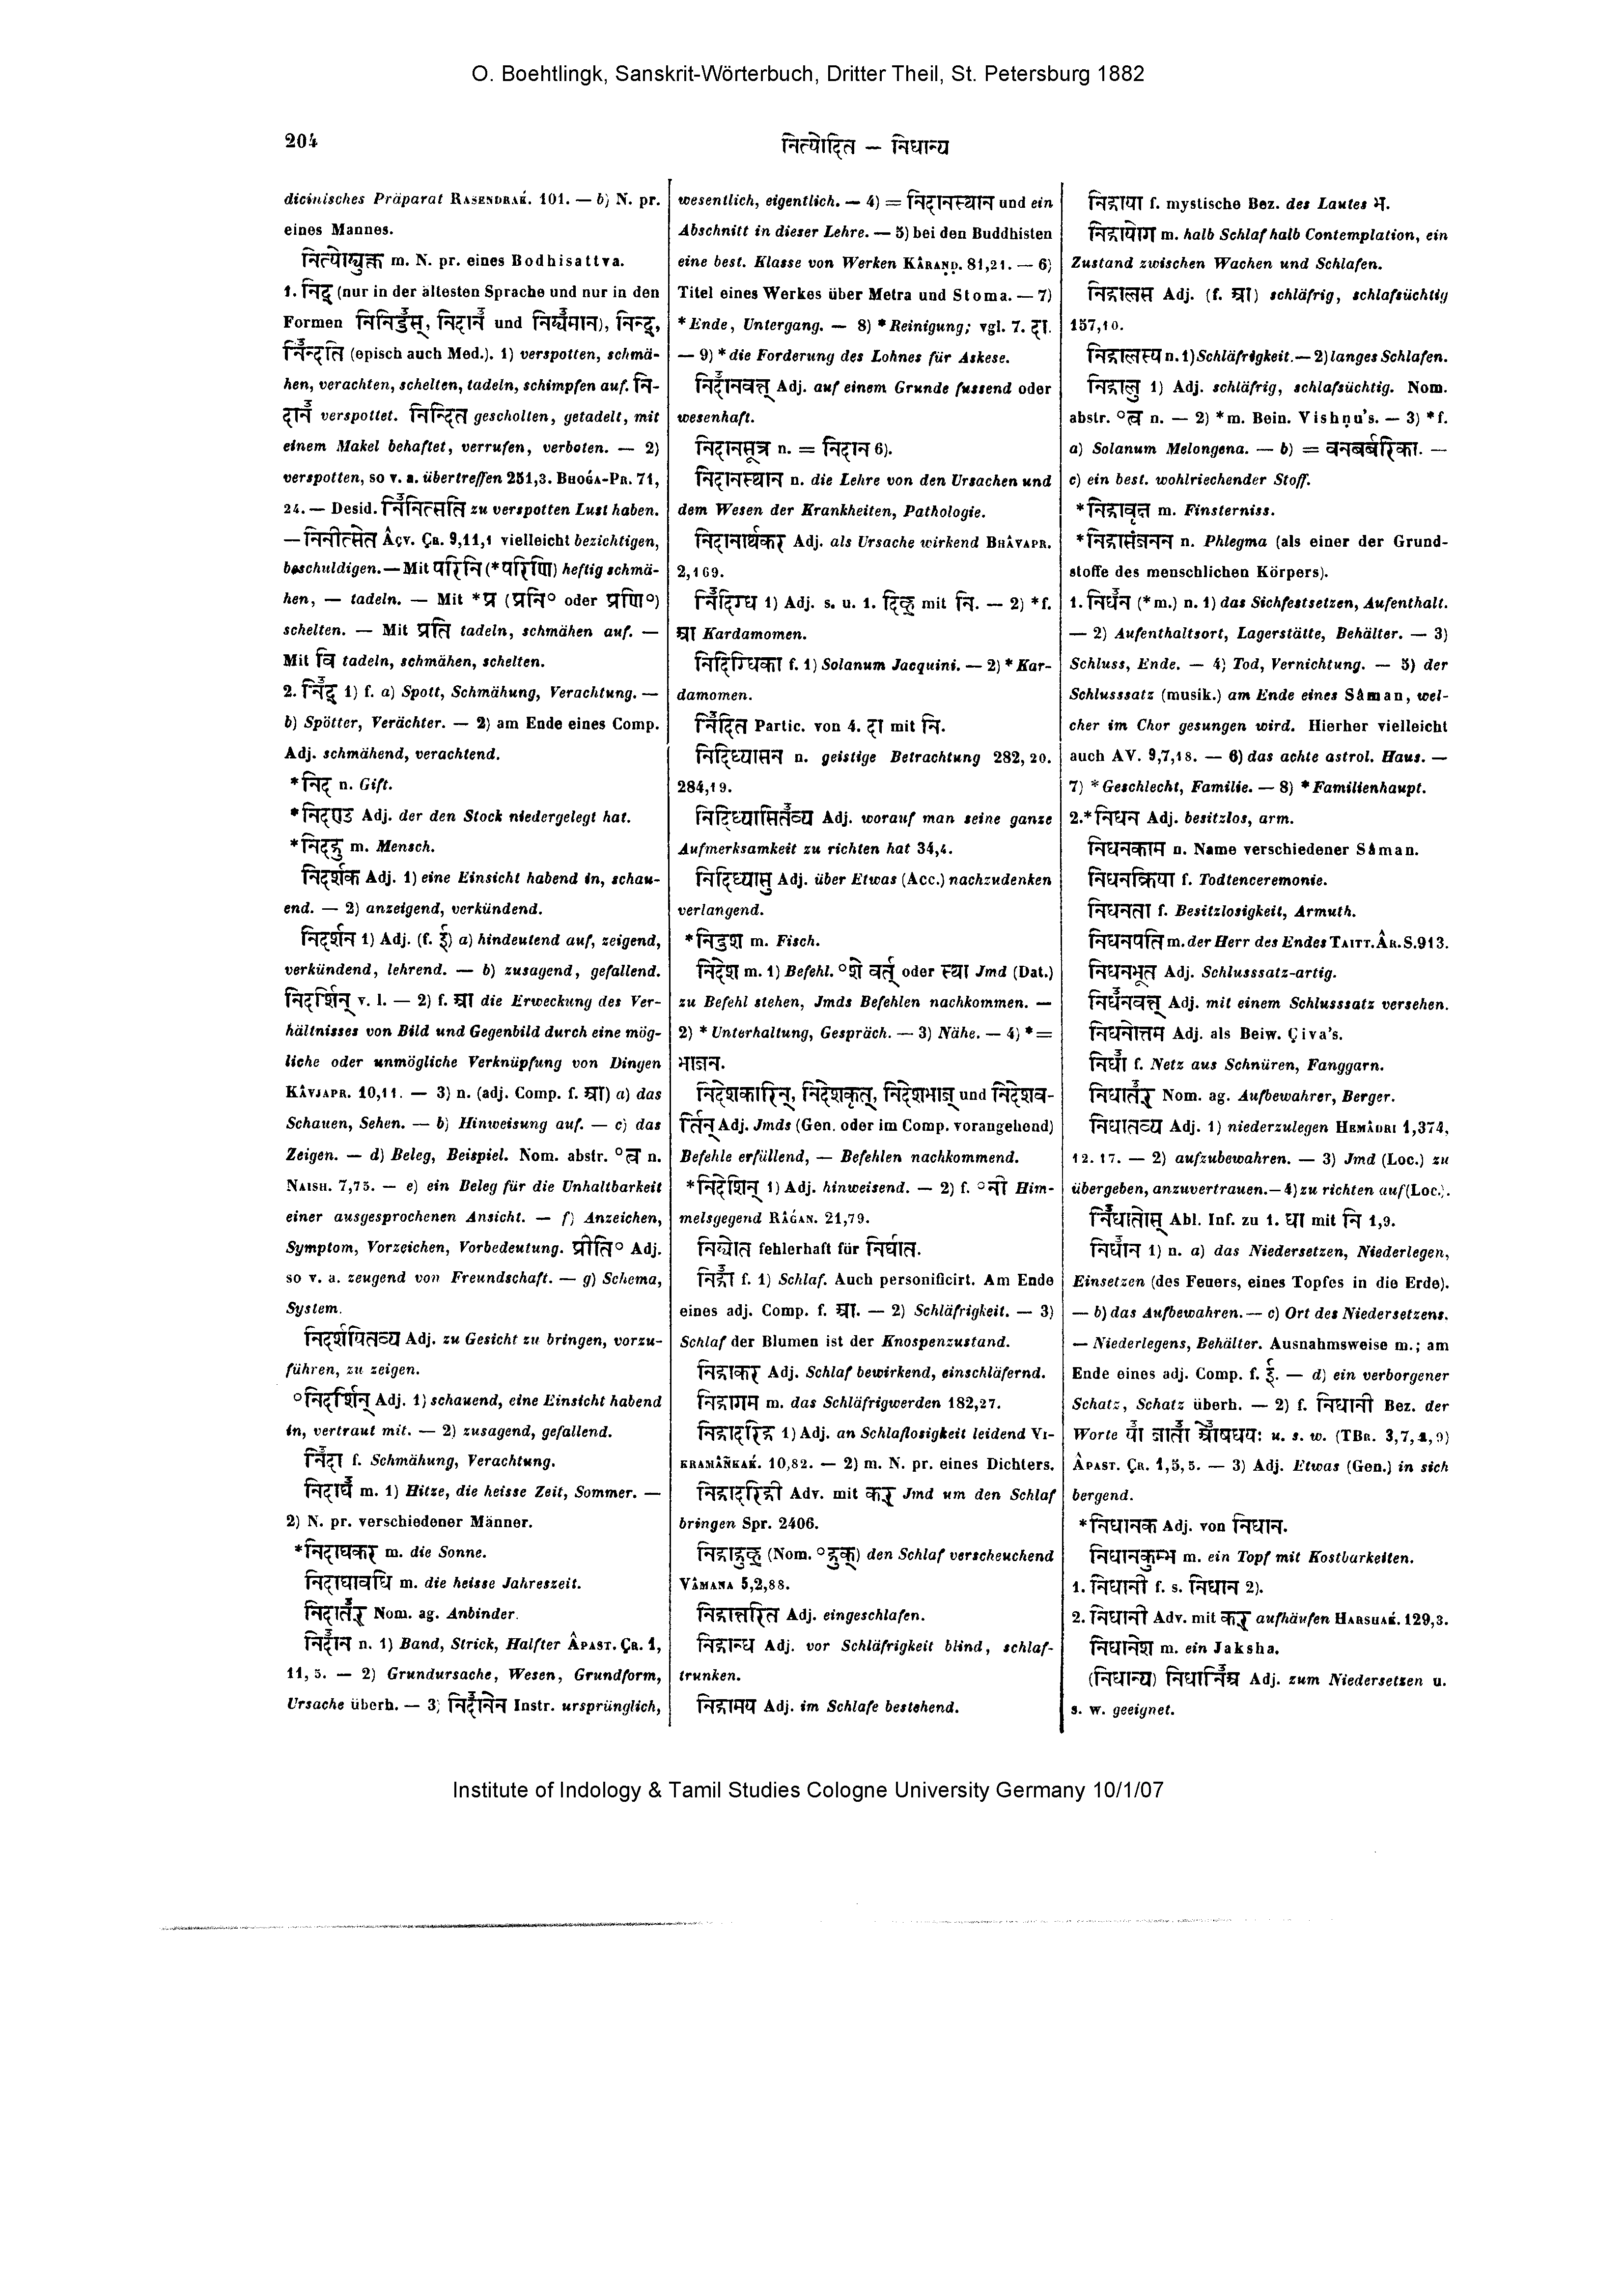 O. Boehtlingk, Sanskrit-Wörterbuch, Dritter Theil, St. Petersburg 1882
204
नित्योदित — निधान्य
dicinisches Präparat RASENDRAḰ. 101. — b) N. pr.
eines Mannes.
नित्योद्युक्त m. N. pr. eines Bodhisattva.
1. निद् (nur in der ältesten Sprache und nur in den
Formen निनिदुस्, निदान und निद्यमान), निन्द्,
निन्दति (episch auch Med.). 1) verspotten, schmä-
hen, verachten, schelten, tadeln, schimpfen auf. नि-
दान verspottet. निन्दित gescholten, getadelt, mit
einem Makel behaftet, verrufen, verboten. — 2)
verspotten, so v. a. übertreffen 251,3. BHOǴA-PR. 71,
24. — Desid. निनित्सति zu verspotten Lust haben.
— निनीत्सेत ÂÇV. ÇR. 9,11,1 vielleicht bezichtigen,
beschuldigen. — Mit परिनि (*परिणि) heftig schmä-
hen, — tadeln. — Mit *प्र (प्रनि° oder प्रणि°)
schelten. — Mit प्रति tadeln, schmähen auf. —
Mit वि tadeln, schmähen, schelten.
2. निद् 1) f. a) Spott, Schmähung, Verachtung. —
b) Spötter, Verächter. — 2) am Ende eines Comp.
Adj. schmähend, verachtend.
*निद n. Gift.
*निदण्ड Adj. der den Stock niedergelegt hat.
*निदद्रु m. Mensch.
निदर्शक Adj. 1) eine Einsicht habend in, schau-
end. — 2) anzeigend, verkündend.
निदर्शन 1) Adj. (f. ई) a) hindeutend auf, zeigend,
verkündend, lehrend. — b) zusagend, gefallend.
निदर्शिन् v. l. — 2) f. आ die Erweckung des Ver-
hältnisses von Bild und Gegenbild durch eine mög-
liche oder unmögliche Verknüpfung von Dingen
KÂVJAPR. 10,11. — 3) n. (adj. Comp. f. आ) a) das
Schauen, Sehen. — b) Hinweisung auf. — c) das
Zeigen. — d) Beleg, Beispiel. Nom. abstr. °त्व n.
NAISH. 7,75. — e) ein Beleg für die Unhaltbarkeit
einer ausgesprochenen Ansicht. — f) Anzeichen,
Symptom, Vorzeichen, Vorbedeutung. प्रीति° Adj.
so v. a. zeugend von Freundschaft. — g) Schema,
System.
निदर्शयितव्य Adj. zu Gesicht zu bringen, vorzu-
führen, zu zeigen.
°निदर्शिन् Adj. 1) schauend, eine Einsicht habend
in, vertraut mit. — 2) zusagend, gefallend.
निदा f. Schmähung, Verachtung.
निदाघ m. 1) Hitze, die heisse Zeit, Sommer. —
2) N. pr. verschiedener Männer.
*निदाघकर m. die Sonne.
निदाघावधि m. die heisse Jahreszeit.
निदातर् Nom. ag. Anbinder.
निदान n. 1) Band, Strick, Halfter ÂPAST. ÇR. 1,
11,5. — 2) Grundursache, Wesen, Grundform,
Ursache überh. — 3) निदानेन Instr. ursprünglich,
wesentlich, eigentlich. — 4) = निदानस्थान und ein
Abschnitt in dieser Lehre. — 5) bei den Buddhisten
eine best. Klasse von Werken KÂRAṆḌ. 81,21. — 6)
Titel eines Werkes über Metra und Stoma. — 7)
*Ende, Untergang. — 8) *Reinigung; vgl. 7. दा.
— 9) *die Forderung des Lohnes für Askese.
निदानवत्त् Adj. auf einem Grunde fussend oder
wesenhaft.
निदानसूत्र n. = निदान 6).
निदानस्थान n. die Lehre von den Ursachen und
dem Wesen der Krankheiten, Pathologie.
निदानार्थकर Adj. als Ursache wirkend BHÂVAPR.
2,169.
निदिग्ध 1) Adj. s. u. 1. दिह् mit नि. — 2) *f.
आ Kardamomen.
निदिग्धिका f. 1) Solanum Jacquini. — 2) *Kar-
damomen.
निदित Partic. von 4. दा mit नि.
निदिध्यासन n. geistige Betrachtung 282,20.
284,19.
निदिध्यासितव्य Adj. worauf man seine ganze
Aufmerksamkeit zu richten hat 34,4.
निदिध्यासु Adj. über Etwas (Acc.) nachzudenken
verlangend.
*निदुश m. Fisch.
निदेश m. 1) Befehl. °शे वर्त् oder स्था Jmd (Dat.)
zu Befehl stehen, Jmds Befehlen nachkommen. —
2) *Unterhaltung, Gespräch. — 3) Nähe. — 4) *=
भाजन.
निदेशकारिन्, निदेशकृत्, निदेशभाज् und निदेशव-
र्तिन् Adj. Jmds (Gen. oder im Comp. vorangehend)
Befehle erfüllend, — Befehlen nachkommend.
*निदेशिन् 1) Adj. hinweisend. — 2) f. °नी Him-
melsgegend RÂǴAN. 21,79.
निद्यात fehlerhaft für निर्घात.
निद्रा f. 1) Schlaf. Auch personificirt. Am Ende
eines adj. Comp. f. आ. — 2) Schläfrigkeit. — 3)
Schlaf der Blumen ist der Knospenzustand.
निद्राकर Adj. Schlaf bewirkend, einschläfernd.
निद्रागम m. das Schläfrigwerden 182,27.
निद्रादरिद्र 1) Adj. an Schlaflosigkeit leidend VI-
KRAMÂṄKAḰ. 10,82. — 2) m. N. pr. eines Dichters.
निद्रादरिद्री Adv. mit कर् Jmd um den Schlaf
bringen Spr. 2406.
निद्राद्रुह् (Nom. °द्रुक्) den Schlaf verscheuchend
VÂMANA 5,2,88.
निद्रान्तरित Adj. eingeschlafen.
निद्रान्ध Adj. vor Schläfrigkeit blind, schlaf-
trunken.
निद्रामय Adj. im Schlafe bestehend.
निद्राया f. mystische Bez. des Lautes भ.
निद्रायोग m. halb Schlaf halb Contemplation, ein
Zustand zwischen Wachen und Schlafen.
निद्रालस Adj. (f. आ) schläfrig, schlafsüchtig
157,10.
निद्रालस्य n. 1) Schläfrigkeit. — 2) langes Schlafen.
निद्रालु 1) Adj. schläfrig, schlafsüchtig. Nom.
abstr. °त्व n. — 2) *m. Bein. Vishṇu's. — 3) *f.
a) Solanum Melongena. — b) = वनबर्बरिका. —
c) ein best. wohlriechender Stoff.
*निद्रावृक्ष m. Finsterniss.
*निद्रासंजनन n. Phlegma (als einer der Grund-
stoffe des menschlichen Körpers).
1. निधन (*m.) n. 1) das Sichfestsetzen, Aufenthalt.
— 2) Aufenthaltsort, Lagerstätte, Behälter. — 3)
Schluss, Ende. — 4) Tod, Vernichtung. — 5) der
Schlusssatz (musik.) am Ende eines Sâman, wel-
cher im Chor gesungen wird. Hierher vielleicht
auch AV. 9,7,18. — 6) das achte astrol. Haus. —
7) *Geschlecht, Familie. — 8) *Familienhaupt.
2.*निधन Adj. besitzlos, arm.
निधनकाम n. Name verschiedener Sâman.
निधनक्रिया f. Todtenceremonie.
निधनता f. Besitzlosigkeit, Armuth.
निधनपति m. der Herr des Endes TAITT. ÂR. S. 913.
निधनभूत Adj. Schlusssatz-artig.
निधनवत्त् Adj. mit einem Schlusssatz versehen.
निधनोत्तम Adj. als Beiw. Çiva's.
निधा f. Netz aus Schnüren, Fanggarn.
निधातर् Nom. ag. Aufbewahrer, Berger.
निधातव्य Adj. 1) niederzulegen HEMÂDRI 1,374,
12. 17. — 2) aufzubewahren. — 3) Jmd (Loc.) zu
übergeben, anzuvertrauen. — 4) zu richten auf (Loc.).
निधातोस् Abl. Inf. zu 1. धा mit नि 1,9.
निधान 1) n. a) das Niedersetzen, Niederlegen,
Einsetzen (des Feuers, eines Topfes in die Erde).
— b) das Aufbewahren. — c) Ort des Niedersetzens.
— Niederlegens, Behälter. Ausnahmsweise m.; am
Ende eines adj. Comp. f. ई. — d) ein verborgener
Schatz, Schatz überh. — 2) f. निधानी Bez. der
Worte या जाता ओषधयः u. s. w. (TBR. 3,7,4,9)
ÂPAST. ÇR. 1,5,5. — 3) Adj. Etwas (Gen.) in sich
bergend.
*निधानक Adj. von निधान.
निधानकुम्भ m. ein Topf mit Kostbarkeiten.
1. निधानी f. s. निधान 2).
2. निधानी Adv. mit कर् aufhäufen HARSHAḰ. 129,3.
निधानेश m. ein Jaksha.
(निधान्य) निधानिअ Adj. zum Niedersetzen u.
s. w. geeignet.
Institute of Indology & Tamil Studies Cologne University Germany 10/1/07